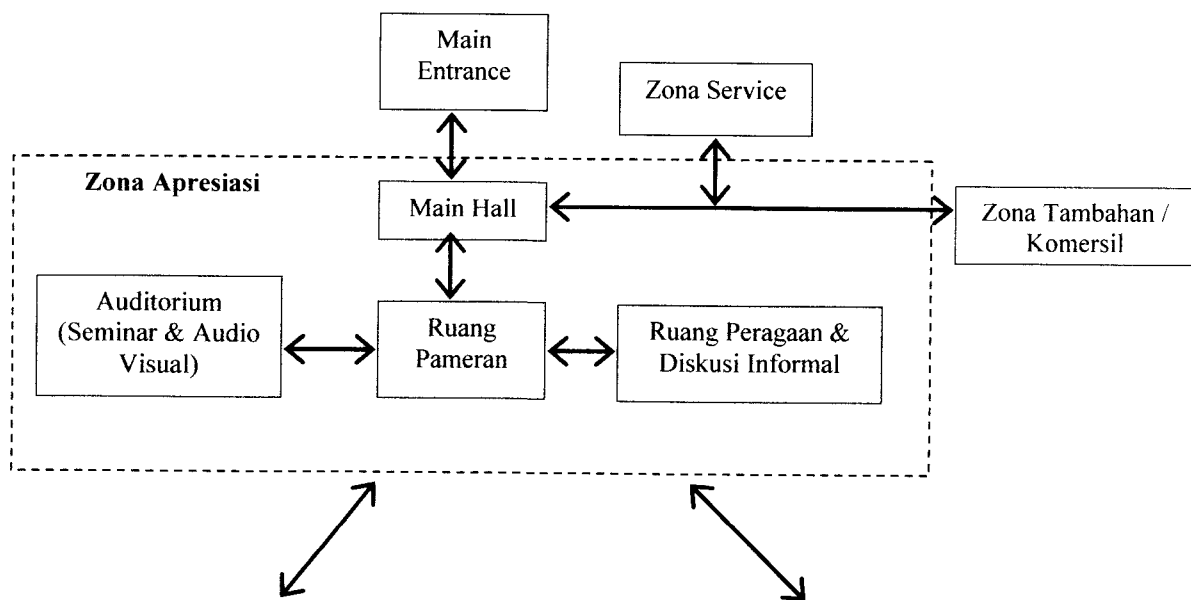 Main
Entrance
Zona Service
Zona Apresiasi
Main Hall
Zona Tambahan /
Komersil
Auditorium
(Seminar & Audio
Visual)
Ruang
Pameran
Ruang Peragaan &
Diskusi Informal